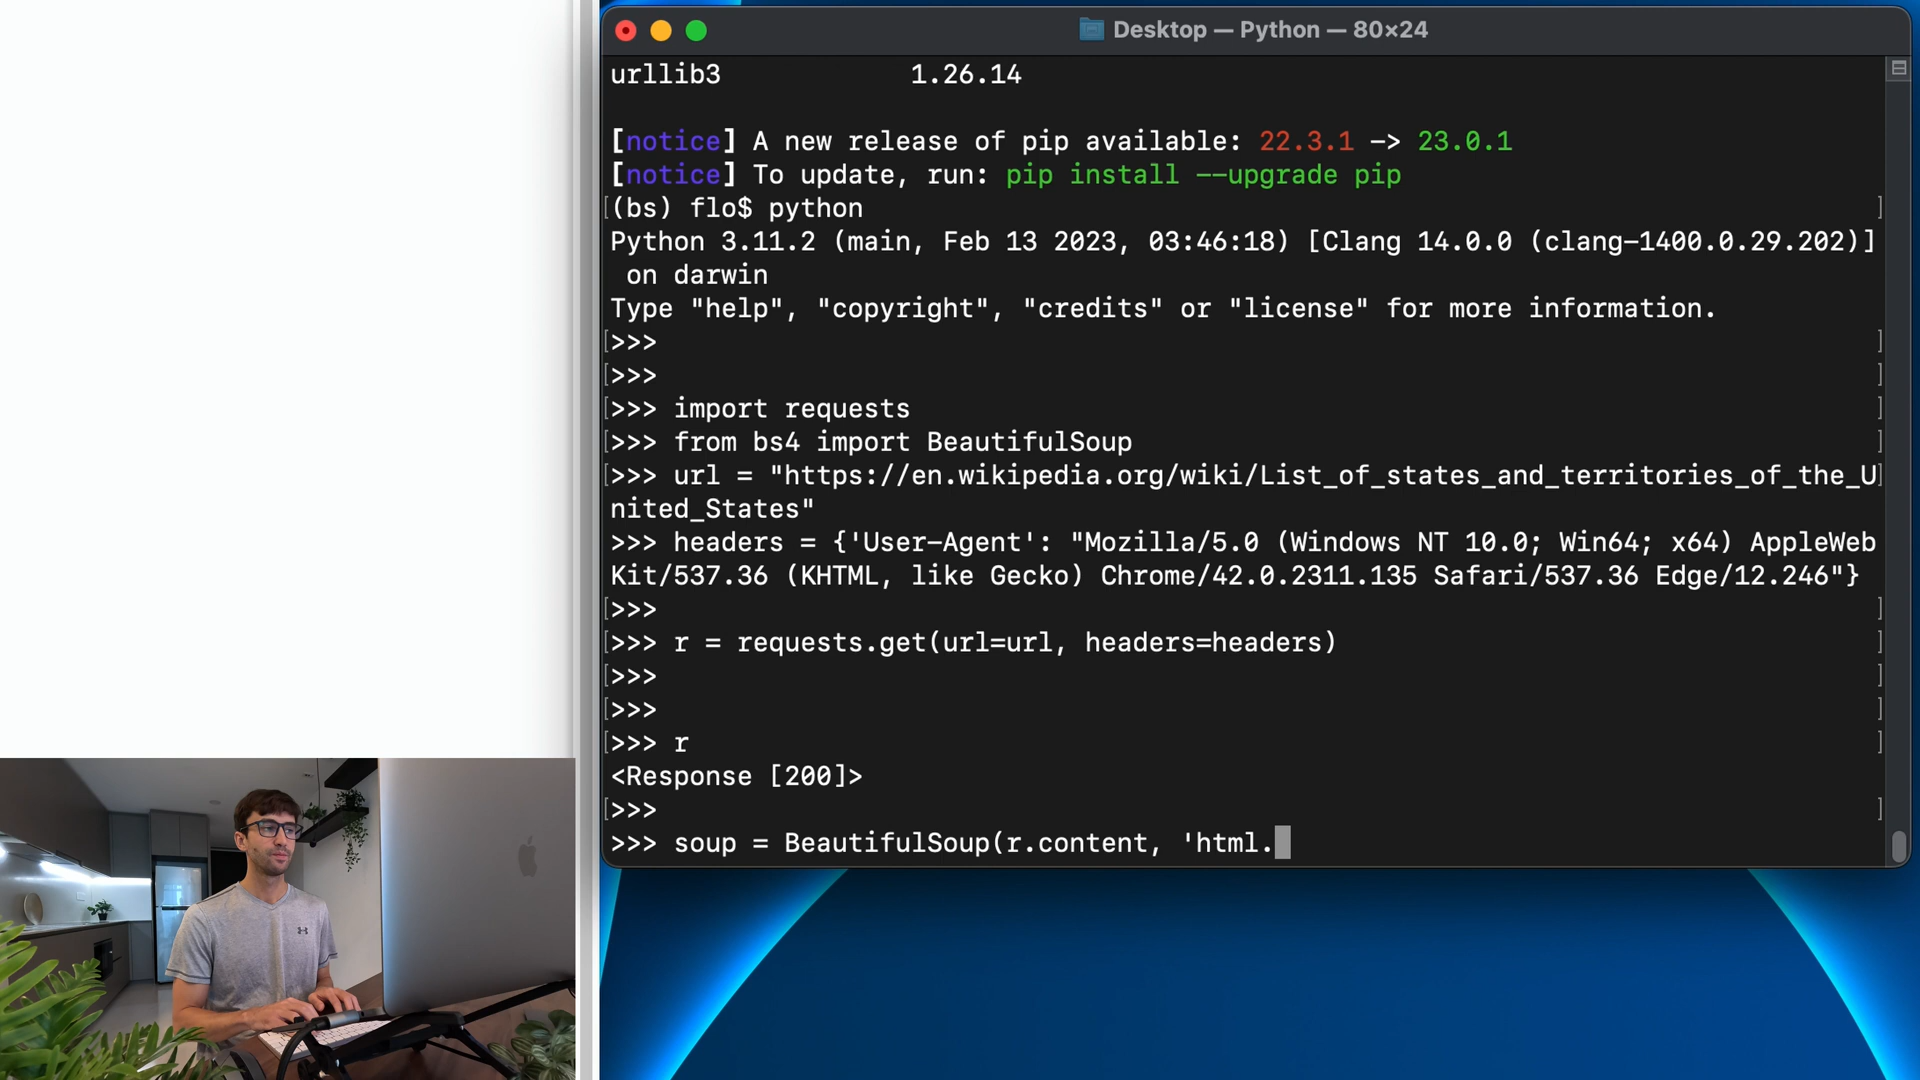 Desktop — Python — 80×24
urllib3 1.26.14
[notice] A new release of pip available: 22.3.1 -> 23.0.1
[notice] To update, run: pip install --upgrade pip
[(bs) flo$ python ]
Python 3.11.2 (main, Feb 13 2023, 03:46:18) [Clang 14.0.0 (clang-1400.0.29.202)]
on darwin
Type "help", "copyright", "credits" or "license" for more information.
[>>> ]
[>>> ]
[>>> import requests ]
[>>> from bs4 import BeautifulSoup ]
[>>> url = "https://en.wikipedia.org/wiki/List_of_states_and_territories_of_the_U]
nited_States"
>>> headers = {'User-Agent': "Mozilla/5.0 (Windows NT 10.0; Win64; x64) AppleWeb
Kit/537.36 (KHTML, like Gecko) Chrome/42.0.2311.135 Safari/537.36 Edge/12.246"}
[>>> ]
[>>> r = requests.get(url=url, headers=headers) ]
[>>> ]
[>>> ]
[>>> r ]
<Response [200]>
[>>> ]
>>> soup = BeautifulSoup(r.content, 'html.